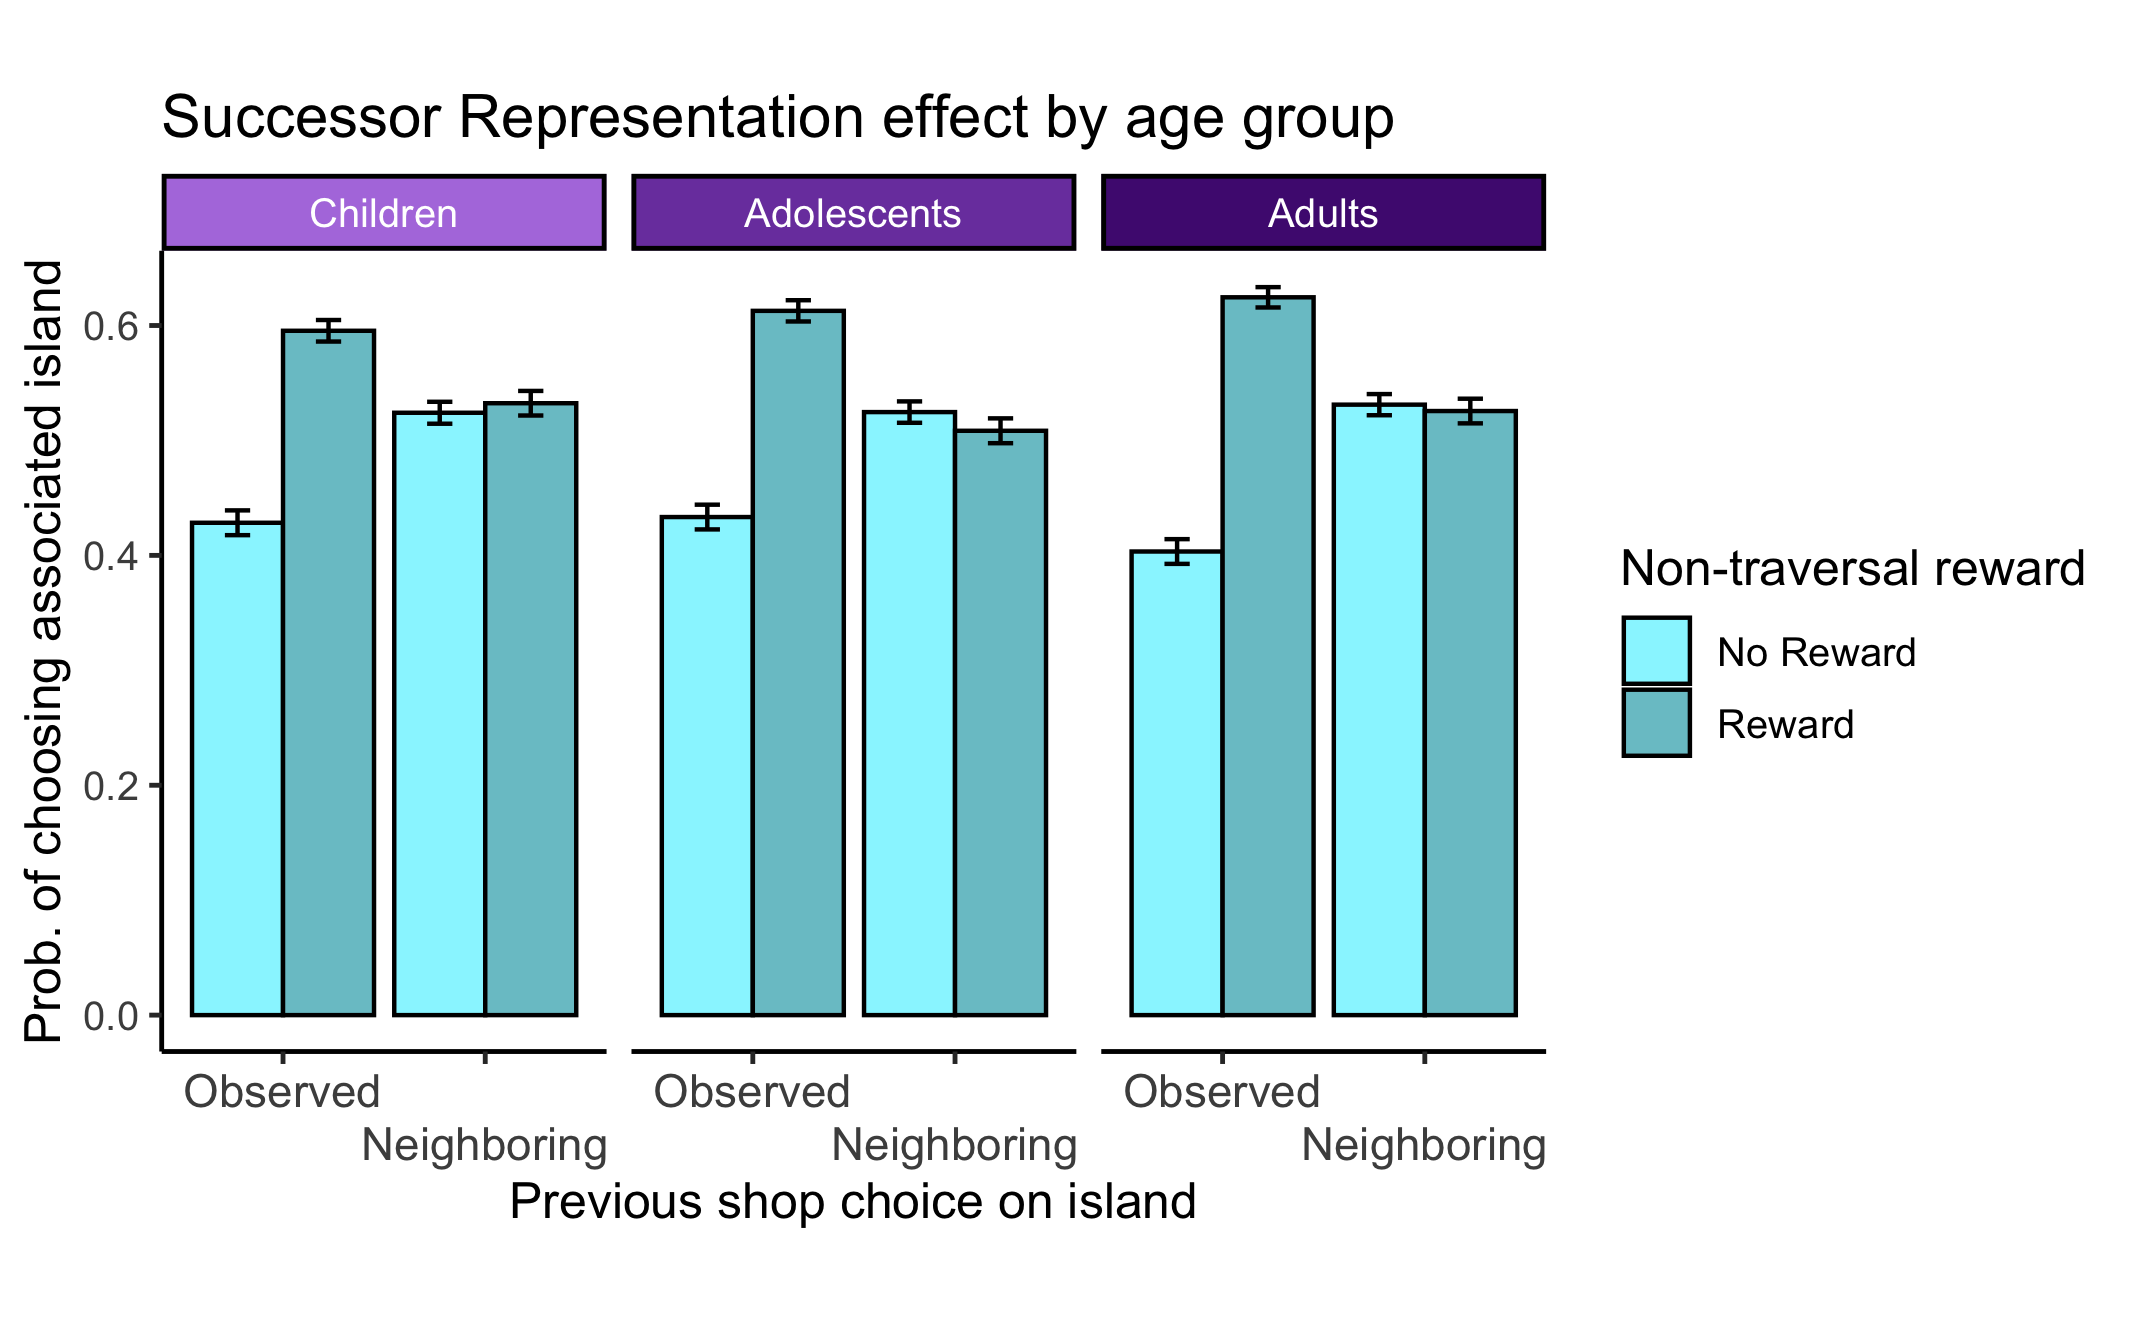 Successor Representation effect by age group
Children
Adolescents
Adults
Prob. of choosing associated island
0.6
0.4
0.2
0.0
Observed
Neighboring
Observed
Neighboring
Observed
Neighboring
Previous shop choice on island
Non-traversal reward
No Reward
Reward